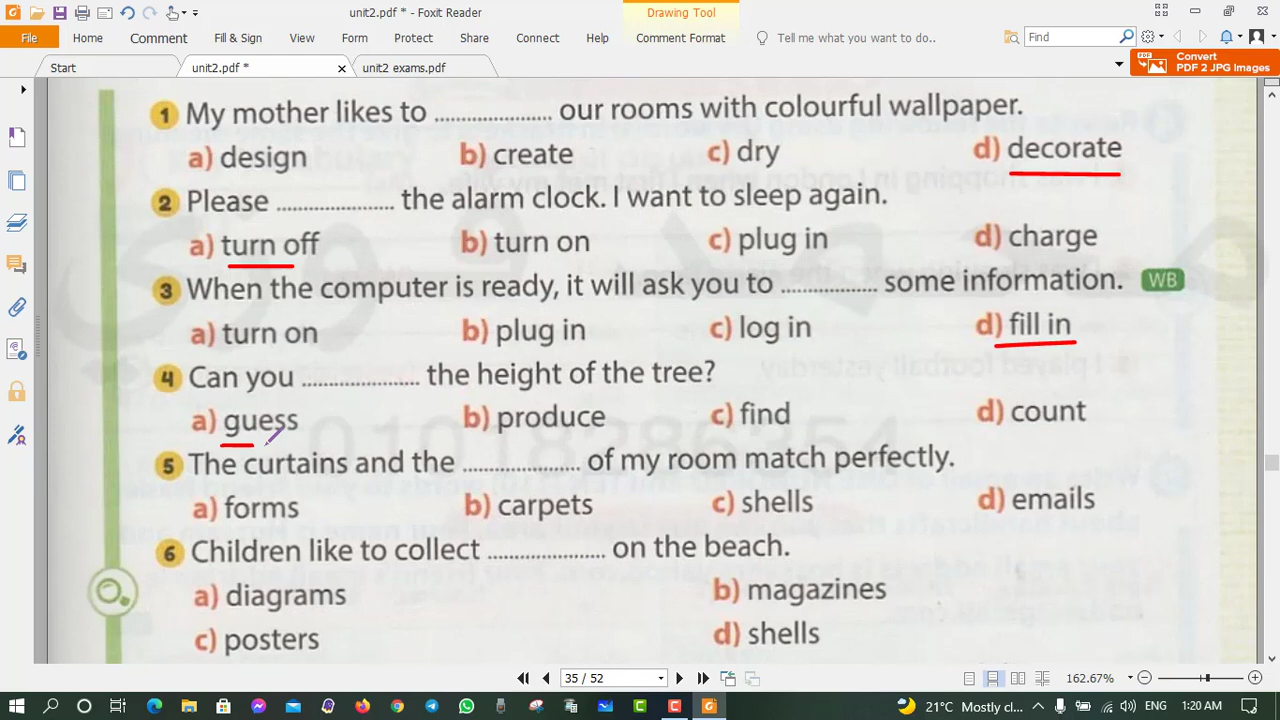 unit2.pdf * - Foxit Reader
Drawing Tool
File
Home
Comment
Fill & Sign
View
Form
Protect
Share
Connect
Help
Comment Format
Tell me what you want to do..
Find
Start
unit2.pdf *
unit2 exams.pdf
Convert
PDF 2 JPG Images
1 My mother likes to .................... our rooms with colourful wallpaper.
a) design b) create c) dry d) decorate
2 Please .................... the alarm clock. I want to sleep again.
a) turn off b) turn on c) plug in d) charge
3 When the computer is ready, it will ask you to .................... some information. WB
a) turn on b) plug in c) log in d) fill in
4 Can you .................... the height of the tree?
a) guess b) produce c) find d) count
5 The curtains and the .................... of my room match perfectly.
a) forms b) carpets c) shells d) emails
6 Children like to collect .................... on the beach.
a) diagrams b) magazines
c) posters d) shells
35 / 52
162.67%
21°C Mostly cl...
ENG
1:20 AM